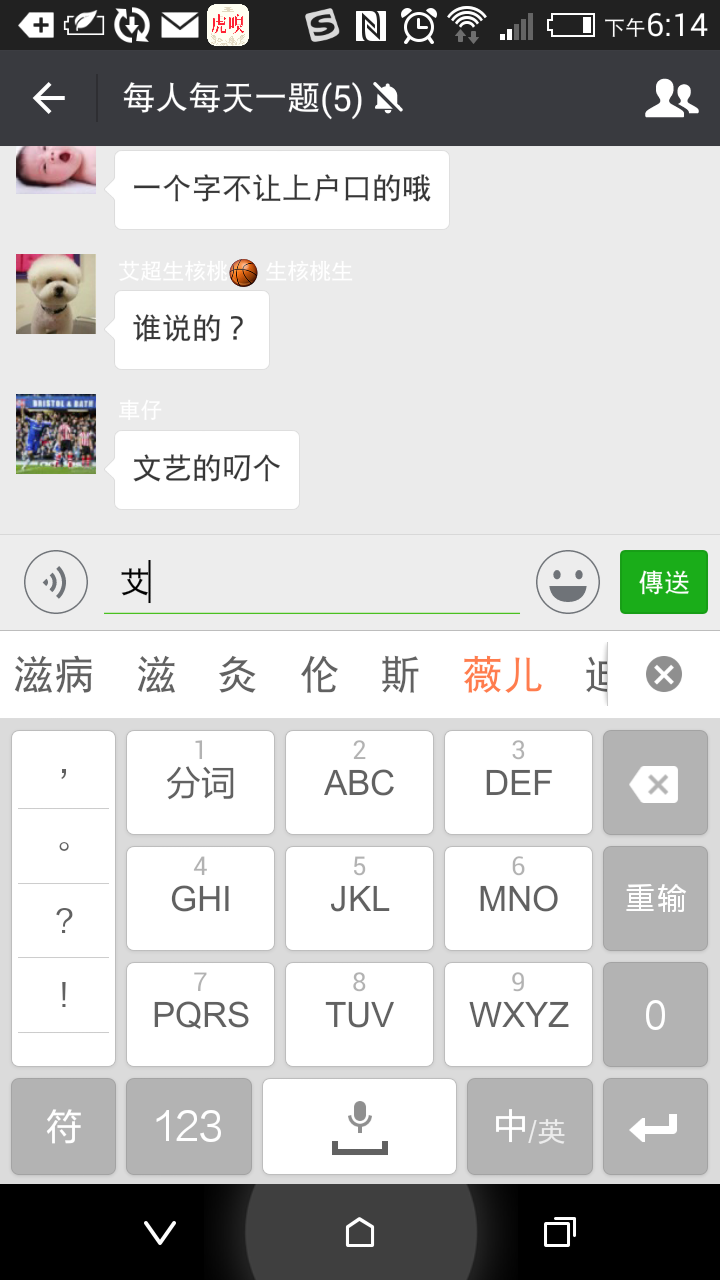 虎嗅
下午6:14
每人每天一题(5)
一个字不让上户口的哦
艾超生核桃🏀 生核桃生
谁说的？
車仔
文艺的叨个
艾
傳送
滋病 滋 灸 伦 斯 薇儿 迪
，
。
？
！
1 分词
2 ABC
3 DEF
4 GHI
5 JKL
6 MNO
重输
7 PQRS
8 TUV
9 WXYZ
0
符
123
中/英